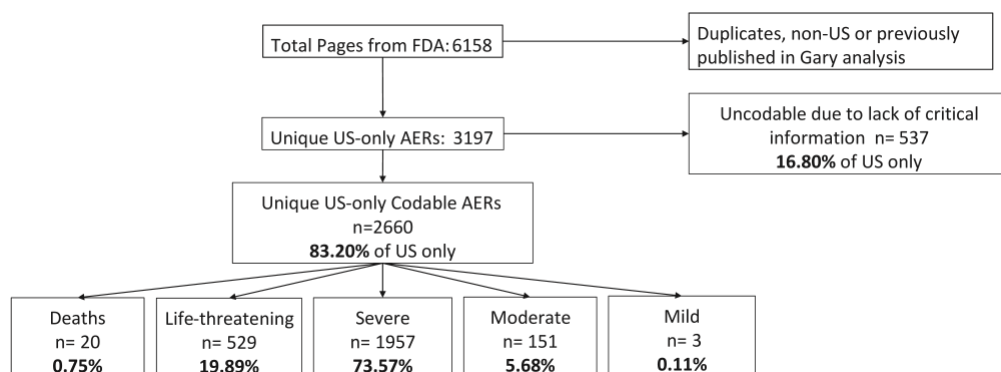 Total Pages from FDA: 6158
Duplicates, non-US or previously
published in Gary analysis
Unique US-only AERs: 3197
Uncodable due to lack of critical
information n= 537
16.80% of US only
Unique US-only Codable AERs
n=2660
83.20% of US only
Deaths
n= 20
0.75%
Life-threatening
n= 529
19.89%
Severe
n= 1957
73.57%
Moderate
n= 151
5.68%
Mild
n= 3
0.11%